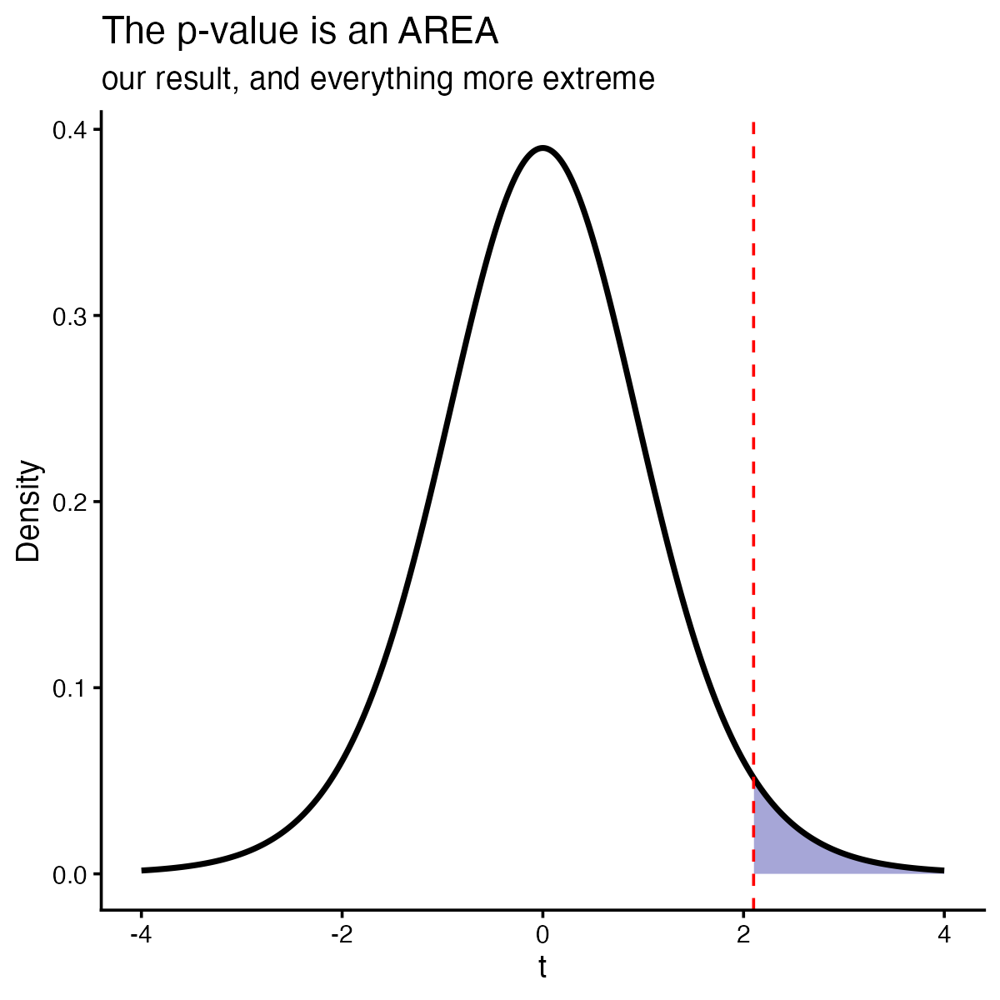 The p-value is an AREA
our result, and everything more extreme
0.4
0.3
0.2
0.1
0.0
Density
-4 -2 0 2 4
t